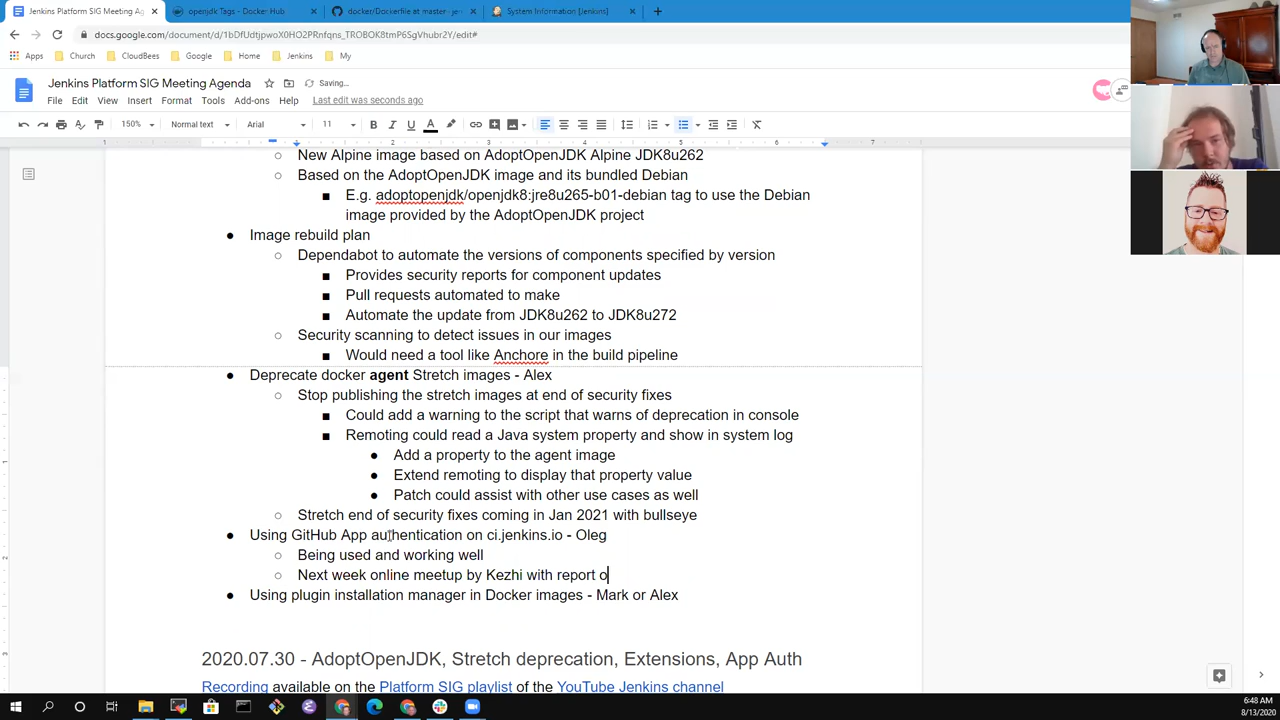 Jenkins Platform SIG Meeting Ag
openjdk Tags - Docker Hub
docker/Dockerfile at master · jen
System Information [Jenkins]
docs.google.com/document/d/1bDfUdtjpwoX0HO2PRnfqns_TROBOK8tmP6SgVhubr2Y/edit#
Apps Church CloudBees Google Home Jenkins My
Jenkins Platform SIG Meeting Agenda Saving...
File Edit View Insert Format Tools Add-ons Help Last edit was seconds ago
150% Normal text Arial 11
1 2 3 4 5 6 7
New Alpine image based on AdoptOpenJDK Alpine JDK8u262
Based on the AdoptOpenJDK image and its bundled Debian
E.g. adoptopenjdk/openjdk8:jre8u265-b01-debian tag to use the Debian
image provided by the AdoptOpenJDK project
Image rebuild plan
Dependabot to automate the versions of components specified by version
Provides security reports for component updates
Pull requests automated to make
Automate the update from JDK8u262 to JDK8u272
Security scanning to detect issues in our images
Would need a tool like Anchore in the build pipeline
Deprecate docker agent Stretch images - Alex
Stop publishing the stretch images at end of security fixes
Could add a warning to the script that warns of deprecation in console
Remoting could read a Java system property and show in system log
Add a property to the agent image
Extend remoting to display that property value
Patch could assist with other use cases as well
Stretch end of security fixes coming in Jan 2021 with bullseye
Using GitHub App authentication on ci.jenkins.io - Oleg
Being used and working well
Next week online meetup by Kezhi with report o
Using plugin installation manager in Docker images - Mark or Alex
2020.07.30 - AdoptOpenJDK, Stretch deprecation, Extensions, App Auth
Recording available on the Platform SIG playlist of the YouTube Jenkins channel
6:48 AM
8/13/2020